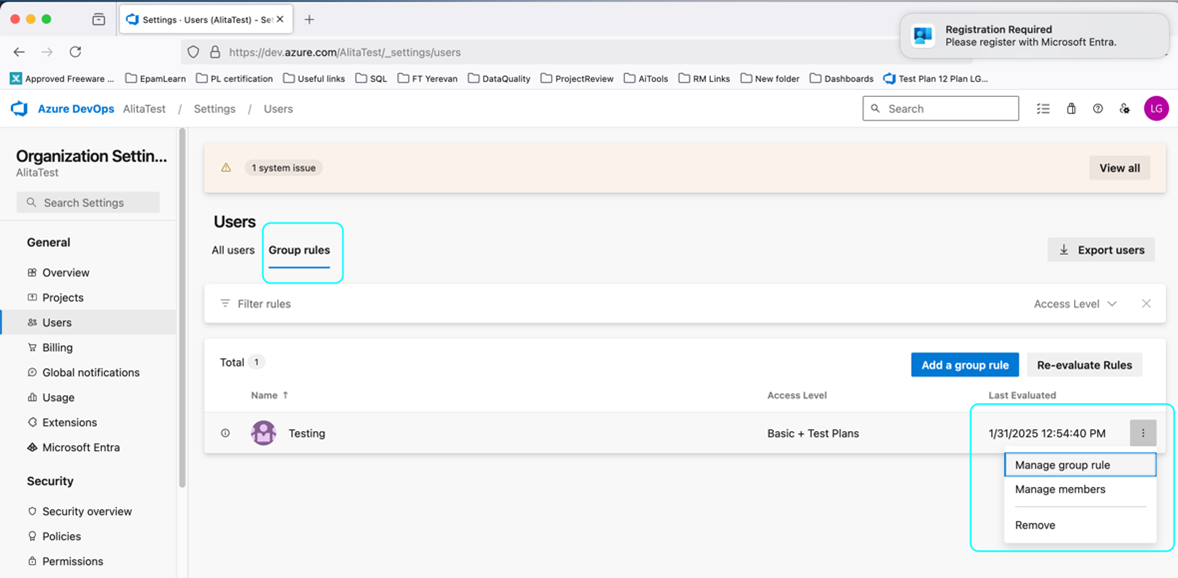 Settings · Users (AlitaTest) - Se
Registration Required
Please register with Microsoft Entra.
https://dev.azure.com/AlitaTest/_settings/users
Approved Freeware ... EpamLearn PL certification Useful links SQL FT Yerevan DataQuality ProjectReview AiTools RM Links New folder Dashboards Test Plan 12 Plan LG...
Azure DevOps AlitaTest / Settings / Users
Search
LG
Organization Settin...
AlitaTest
Search Settings
General
Overview
Projects
Users
Billing
Global notifications
Usage
Extensions
Microsoft Entra
Security
Security overview
Policies
Permissions
1 system issue
View all
Users
All users Group rules
Export users
Filter rules
Access Level
Total 1
Add a group rule
Re-evaluate Rules
Name ↑ Access Level Last Evaluated
Testing Basic + Test Plans 1/31/2025 12:54:40 PM
Manage group rule
Manage members
Remove